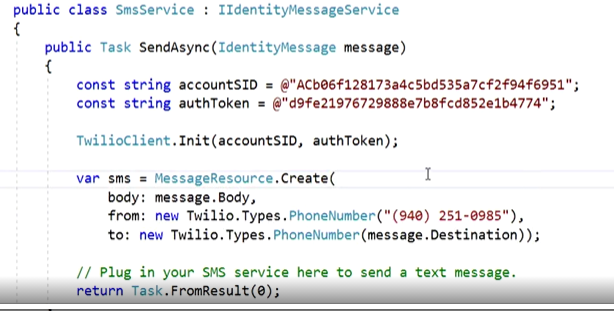 public class SmsService : IIdentityMessageService
{
public Task SendAsync(IdentityMessage message)
{
const string accountSID = @"ACb06f128173a4c5bd535a7cf2f94f6951";
const string authToken = @"d9fe21976729888e7b8fcd852e1b4774";
TwilioClient.Init(accountSID, authToken);
var sms = MessageResource.Create(
body: message.Body,
from: new Twilio.Types.PhoneNumber("(940) 251-0985"),
to: new Twilio.Types.PhoneNumber(message.Destination));
// Plug in your SMS service here to send a text message.
return Task.FromResult(0);